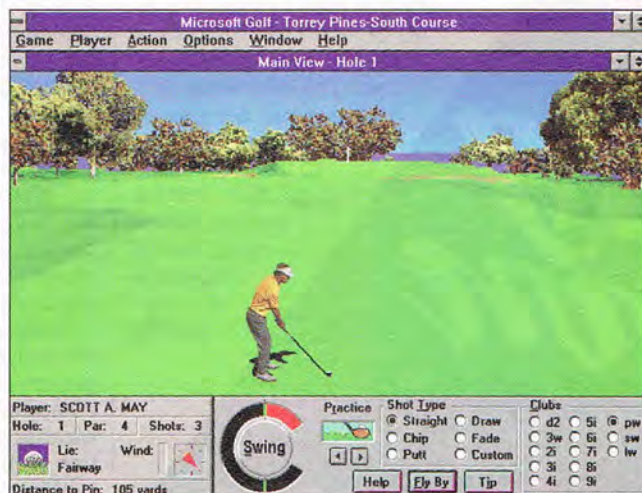 Microsoft Golf - Torrey Pines-South Course
Game Player Action Options Window Help
Main View - Hole 1
Player: SCOTT A. MAY
Hole: 1 Par: 4 Shots: 3
Lie: Fairway
Wind:
Distance to Pin: 105 yards
Swing
Practice
Shot Type
Straight Draw
Chip Fade
Putt Custom
Help Fly By Tip
Clubs
d2 5i pw
3w 6i sw
2i 7i lw
3i 8i
4i 9i